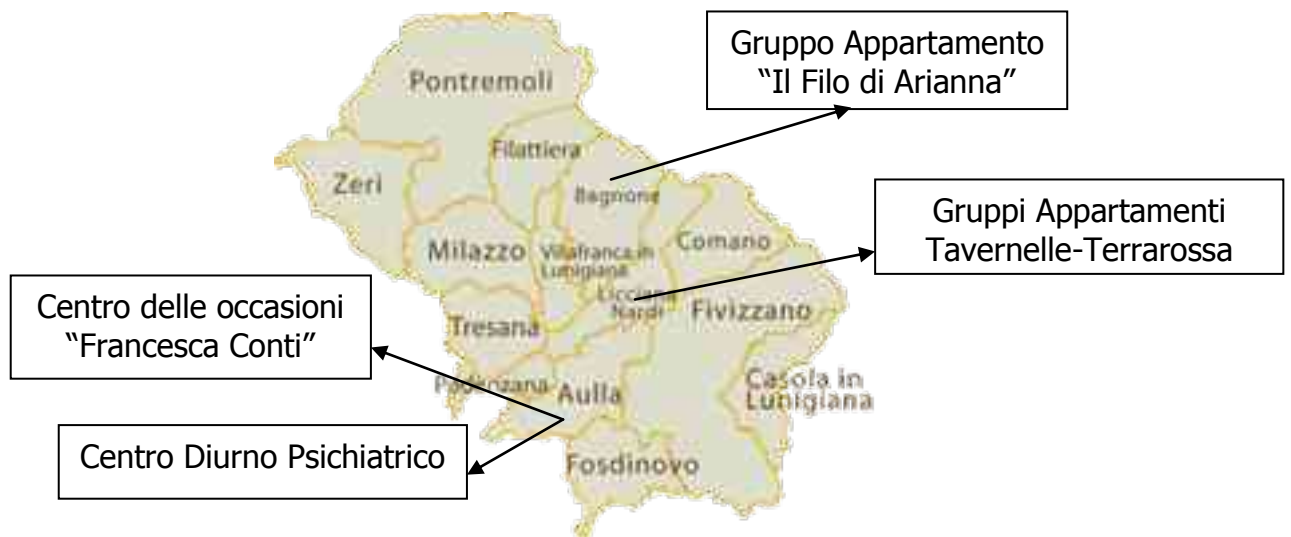 Gruppo Appartamento
“Il Filo di Arianna”
Pontremoli
Filattiera
Zeri
Bagnone
Gruppi Appartamenti
Tavernelle-Terrarossa
Comano
Milazzo
Villafranca in
Lunigiana
Licciana
Nardi
Fivizzano
Centro delle occasioni
“Francesca Conti”
Tresana
Casola in
Lunigiana
Aulla
Centro Diurno Psichiatrico
Fosdinovo